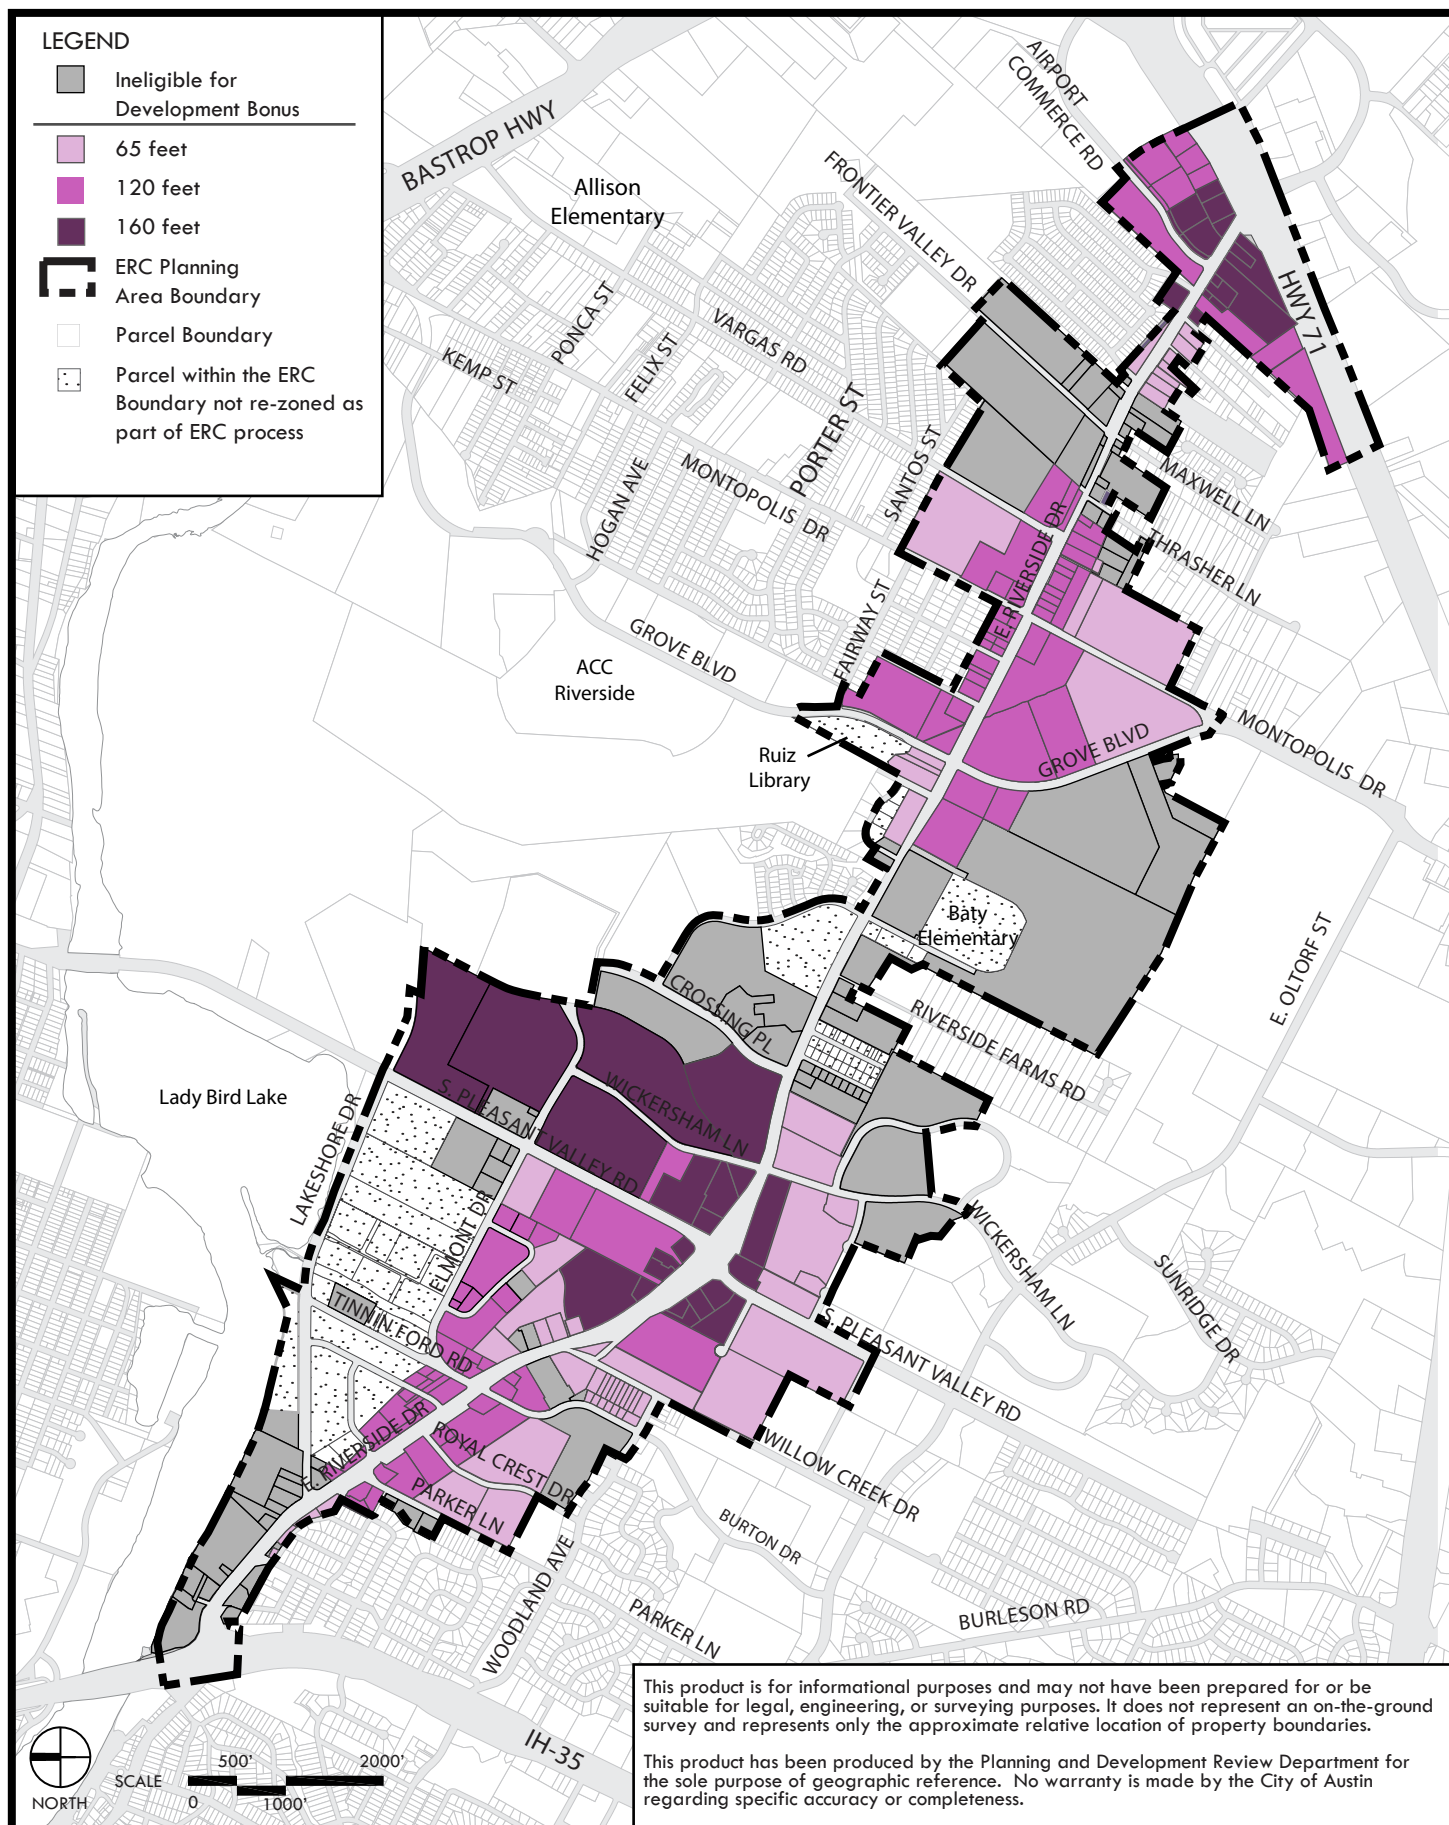 LEGEND
Ineligible for
Development Bonus
65 feet
120 feet
160 feet
ERC Planning
Area Boundary
Parcel Boundary
Parcel within the ERC
Boundary not re-zoned as
part of ERC process
BASTROP HWY
AIRPORT
COMMERCE RD
Allison
Elementary
FRONTIER VALLEY DR
HWY 71
PONCA ST
VARGAS RD
KEMP ST
FELIX ST
PORTER ST
SANTOS ST
HOGAN AVE
MONTOPOLIS DR
MAXWELL LN
THRASHER LN
E. RIVERSIDE DR
FAIRWAY ST
GROVE BLVD
ACC
Riverside
Ruiz
Library
GROVE BLVD
MONTOPOLIS DR
Baty
Elementary
E. OLTORF ST
CROSSING PL
RIVERSIDE FARMS RD
Lady Bird Lake
LAKESHORE DR
S. PLEASANT VALLEY RD
WICKERSHAM LN
ELMONT DR
WICKERSHAM LN
SUNRIDGE DR
TINNIN FORD RD
S. PLEASANT VALLEY RD
E. RIVERSIDE DR
ROYAL CREST DR
PARKER LN
WILLOW CREEK DR
BURTON DR
WOODLAND AVE
PARKER LN
BURLESON RD
IH-35
NORTH
SCALE
500'
2000'
0
1000'
This product is for informational purposes and may not have been prepared for or be
suitable for legal, engineering, or surveying purposes. It does not represent an on-the-ground
survey and represents only the approximate relative location of property boundaries.
This product has been produced by the Planning and Development Review Department for
the sole purpose of geographic reference.  No warranty is made by the City of Austin
regarding specific accuracy or completeness.